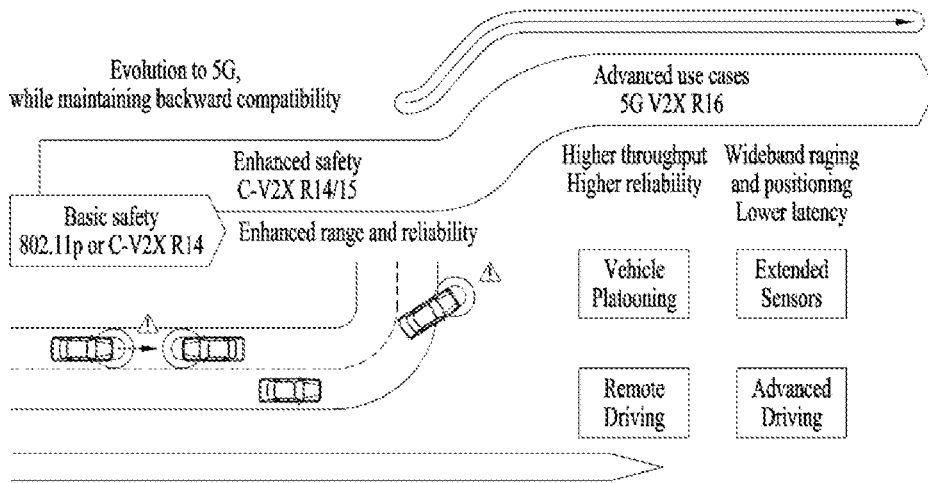 Evolution to 5G,
while maintaining backward compatibility
Advanced use cases
5G V2X R16
Enhanced safety
C-V2X R14/15
Higher throughput
Higher reliability
Wideband raging
and positioning
Lower latency
Basic safety
802.11p or C-V2X R14
Enhanced range and reliability
Vehicle
Platooning
Extended
Sensors
Remote
Driving
Advanced
Driving